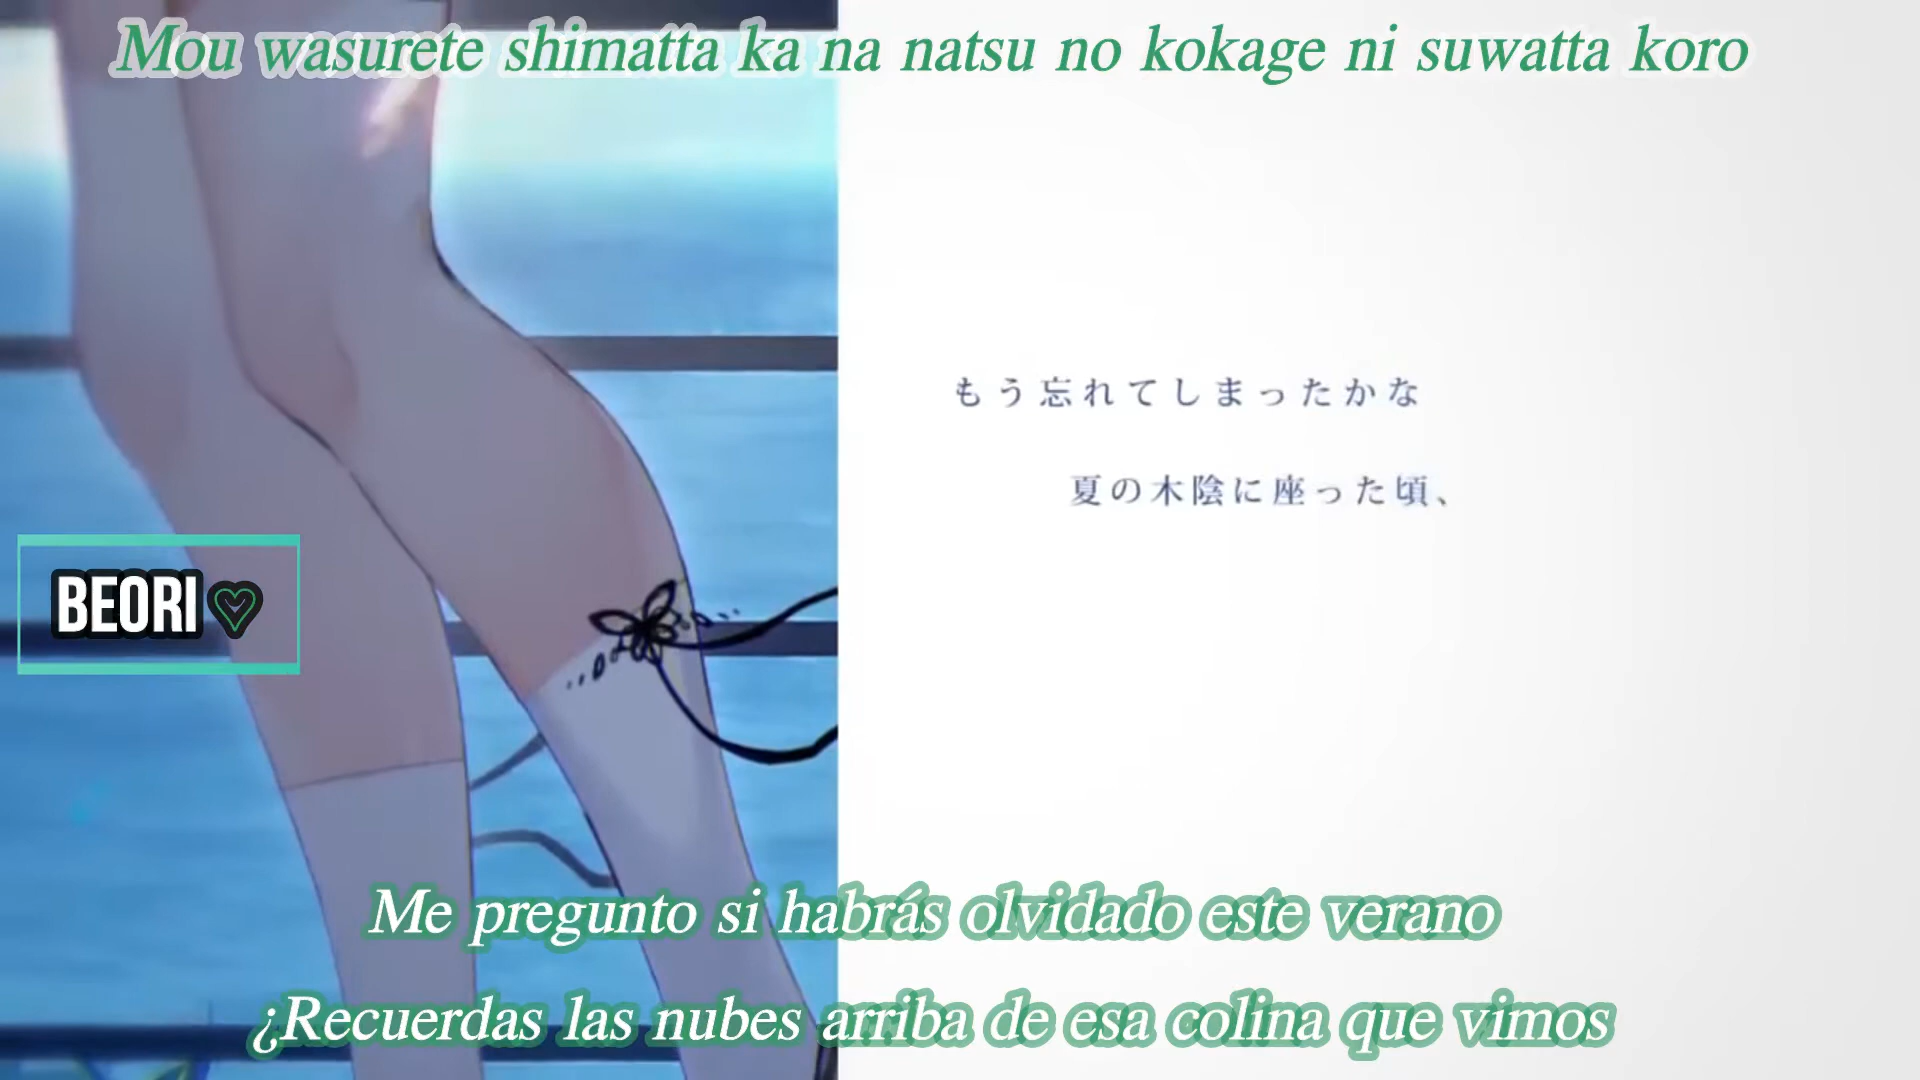 Mou wasurete shimatta ka na natsu no kokage ni suwatta koro
もう忘れてしまったかな
夏の木陰に座った頃、
BEORI
Me pregunto si habrás olvidado este verano
¿Recuerdas las nubes arriba de esa colina que vimos